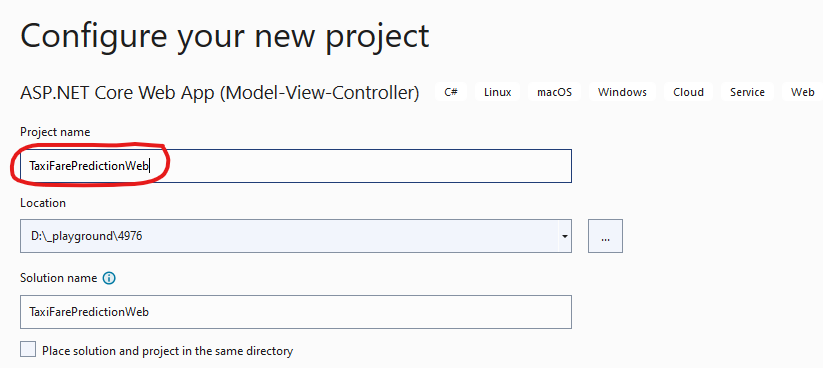 Configure your new project
ASP.NET Core Web App (Model-View-Controller) C# Linux macOS Windows Cloud Service Web
Project name
TaxiFarePredictionWeb
Location
D:\_playground\4976
...
Solution name
TaxiFarePredictionWeb
Place solution and project in the same directory